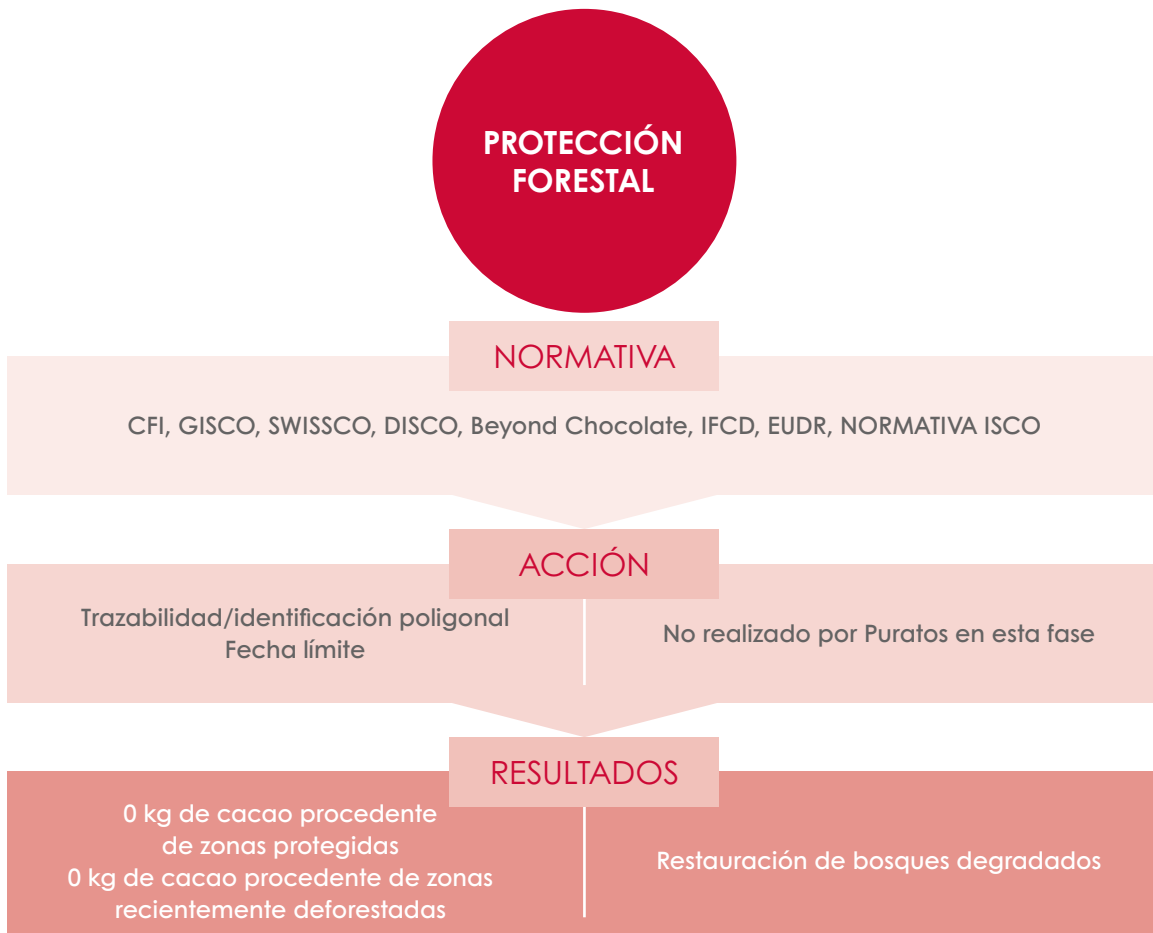 PROTECCIÓN
FORESTAL
NORMATIVA
CFI, GISCO, SWISSCO, DISCO, Beyond Chocolate, IFCD, EUDR, NORMATIVA ISCO
ACCIÓN
Trazabilidad/identificación poligonal
Fecha límite
No realizado por Puratos en esta fase
RESULTADOS
0 kg de cacao procedente
de zonas protegidas
0 kg de cacao procedente de zonas
recientemente deforestadas
Restauración de bosques degradados